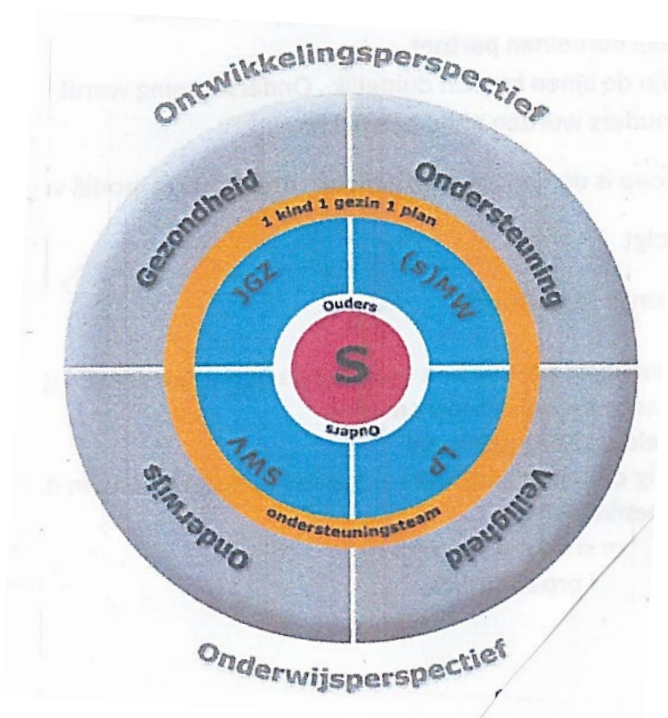 Ontwikkelingsperspectief
Gezondheid
Ondersteuning
1 kind 1 gezin 1 plan
JGZ
(s)MW
Ouders
S
Ouders
SWV
LP
ondersteuningsteam
Onderwijs
Veiligheid
Onderwijsperspectief